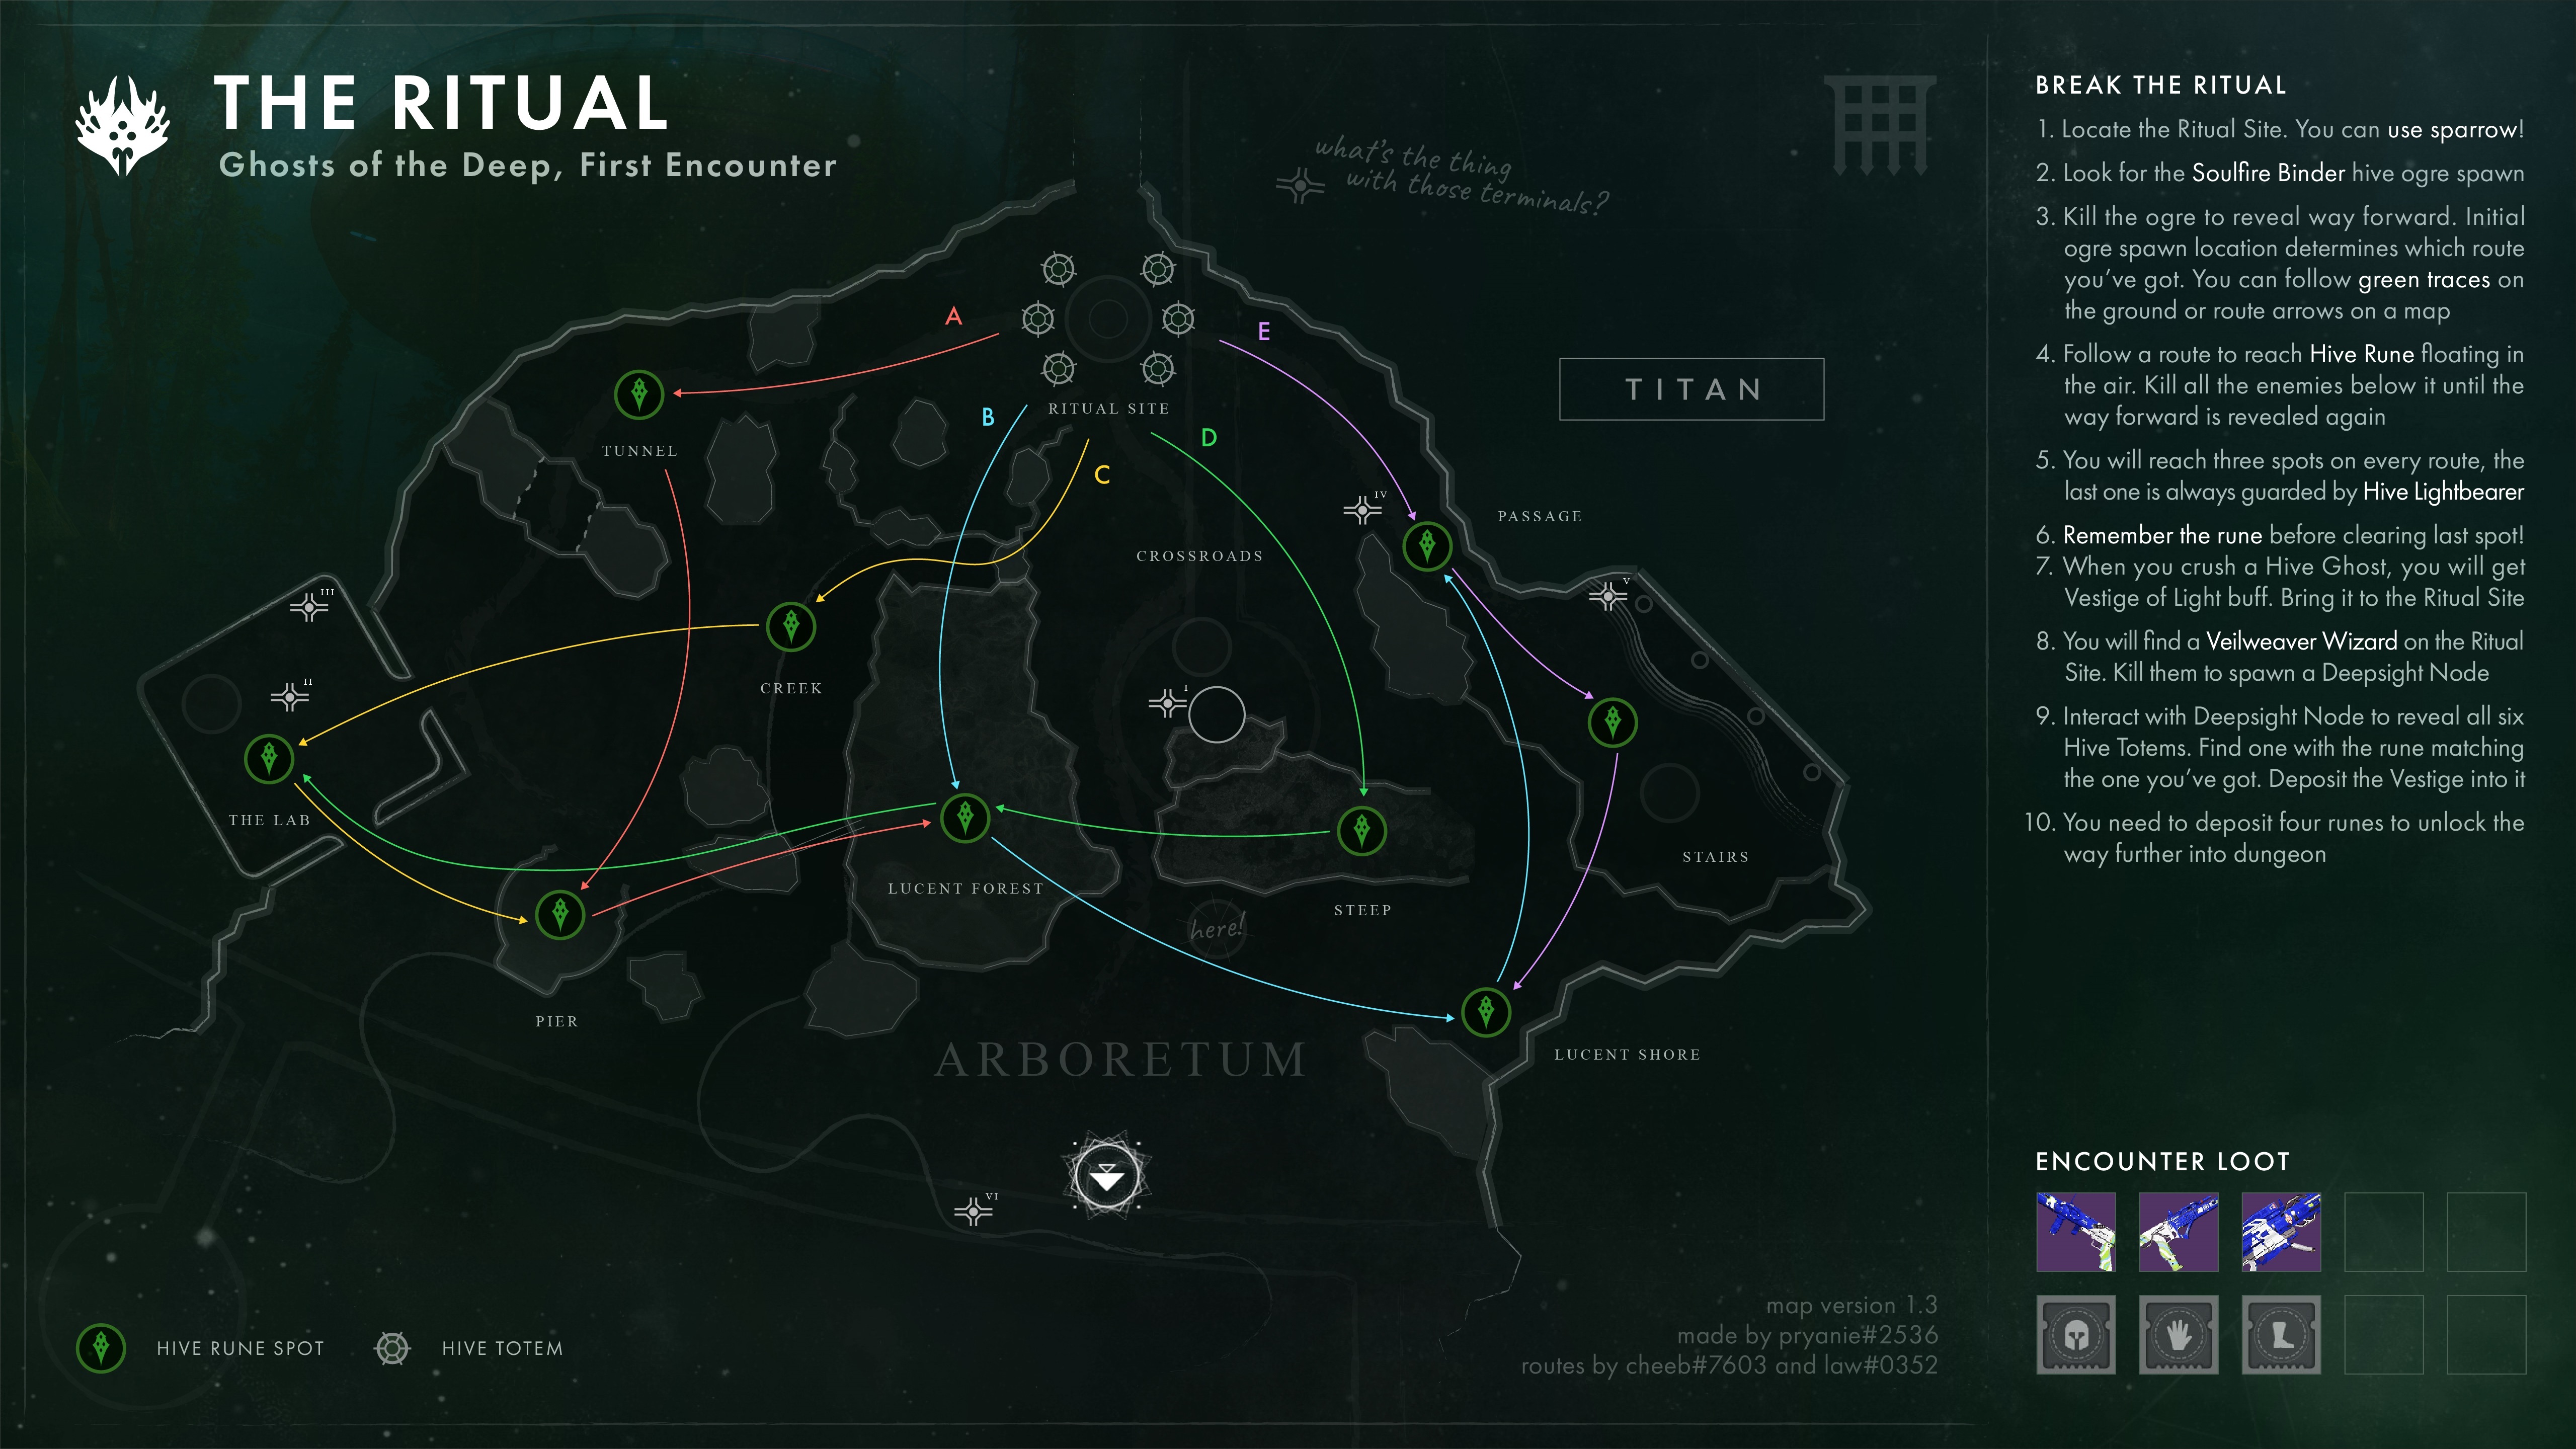 THE RITUAL
Ghosts of the Deep, First Encounter
what's the thing
with those terminals?
A
E
B
RITUAL SITE
D
C
TITAN
TUNNEL
IV
PASSAGE
CROSSROADS
III
V
II
CREEK
I
THE LAB
STAIRS
LUCENT FOREST
STEEP
here!
PIER
ARBORETUM
LUCENT SHORE
VI
HIVE RUNE SPOT
HIVE TOTEM
map version 1.3
made by pryanie#2536
routes by cheeb#7603 and law#0352
BREAK THE RITUAL
1. Locate the Ritual Site. You can use sparrow!
2. Look for the Soulfire Binder hive ogre spawn
3. Kill the ogre to reveal way forward. Initial
ogre spawn location determines which route
you've got. You can follow green traces on
the ground or route arrows on a map
4. Follow a route to reach Hive Rune floating in
the air. Kill all the enemies below it until the
way forward is revealed again
5. You will reach three spots on every route, the
last one is always guarded by Hive Lightbearer
6. Remember the rune before clearing last spot!
7. When you crush a Hive Ghost, you will get
Vestige of Light buff. Bring it to the Ritual Site
8. You will find a Veilweaver Wizard on the Ritual
Site. Kill them to spawn a Deepsight Node
9. Interact with Deepsight Node to reveal all six
Hive Totems. Find one with the rune matching
the one you've got. Deposit the Vestige into it
10. You need to deposit four runes to unlock the
way further into dungeon
ENCOUNTER LOOT